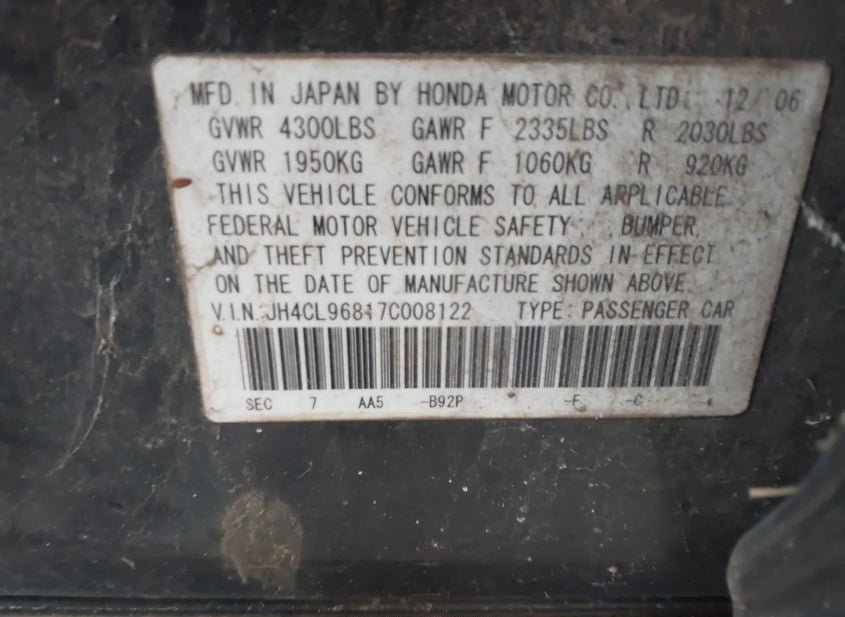 MFD. IN JAPAN BY HONDA MOTOR CO., LTD. 12/06
GVWR 4300LBS GAWR F 2335LBS R 2030LBS
GVWR 1950KG GAWR F 1060KG R 920KG
THIS VEHICLE CONFORMS TO ALL APPLICABLE
FEDERAL MOTOR VEHICLE SAFETY, BUMPER,
AND THEFT PREVENTION STANDARDS IN EFFECT
ON THE DATE OF MANUFACTURE SHOWN ABOVE.
V.I.N. JH4CL96817C008122 TYPE: PASSENGER CAR
SEC 7 AA5 -B92P -F -C